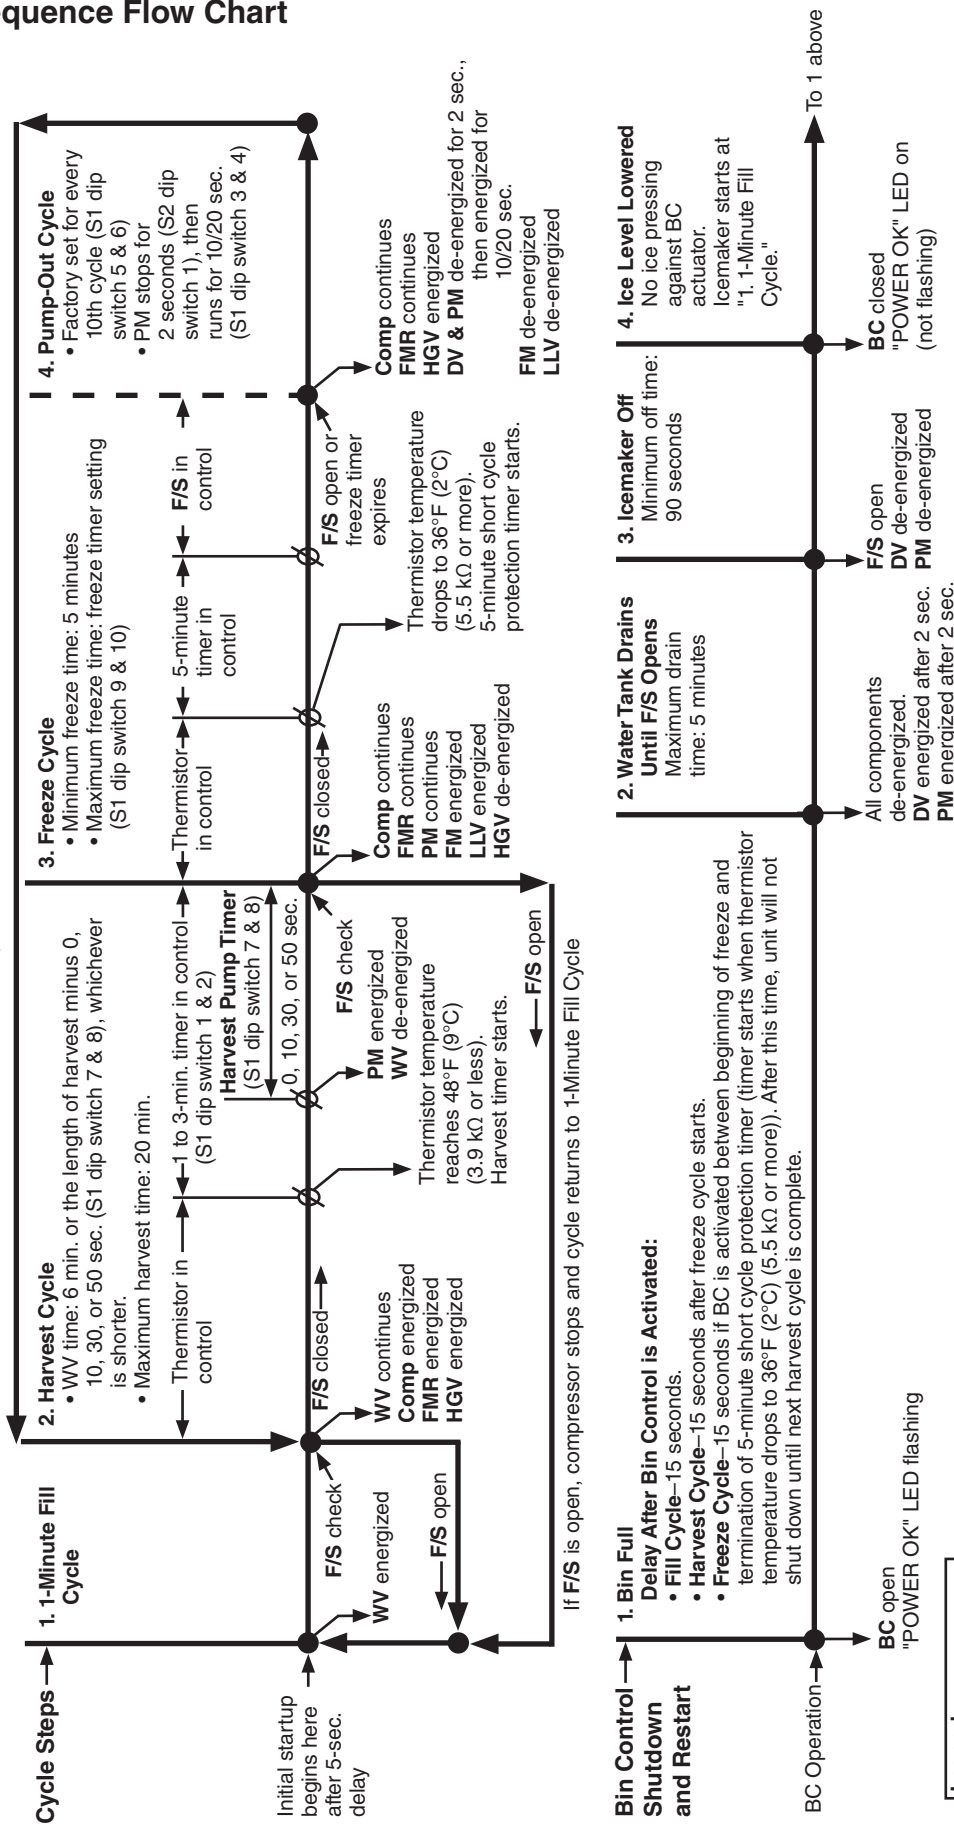 quence Flow Chart
Cycle Steps
1. 1-Minute Fill
Cycle
2. Harvest Cycle
• WV time: 6 min. or the length of harvest minus 0,
10, 30, or 50 sec. (S1 dip switch 7 & 8), whichever
is shorter.
• Maximum harvest time: 20 min.
Thermistor in
control
1 to 3-min. timer in control
(S1 dip switch 1 & 2)
Harvest Pump Timer
(S1 dip switch 7 & 8)
0, 10, 30, or 50 sec.
3. Freeze Cycle
• Minimum freeze time: 5 minutes
• Maximum freeze time: freeze timer setting
(S1 dip switch 9 & 10)
Thermistor
in control
5-minute
timer in
control
F/S in
control
4. Pump-Out Cycle
• Factory set for every
10th cycle (S1 dip
switch 5 & 6)
• PM stops for
2 seconds (S2 dip
switch 1), then
runs for 10/20 sec.
(S1 dip switch 3 & 4)
Initial startup
begins here
after 5-sec.
delay
WV energized
F/S check
F/S open
F/S closed
WV continues
Comp energized
FMR energized
HGV energized
Thermistor temperature
reaches 48°F (9°C)
(3.9 kΩ or less).
Harvest timer starts.
PM energized
WV de-energized
F/S check
F/S open
F/S closed
Comp continues
FMR continues
PM continues
FM energized
LLV energized
HGV de-energized
Thermistor temperature
drops to 36°F (2°C)
(5.5 kΩ or more).
5-minute short cycle
protection timer starts.
F/S open or
freeze timer
expires
Comp continues
FMR continues
HGV energized
DV & PM de-energized for 2 sec.,
then energized for
10/20 sec.
FM de-energized
LLV de-energized
If F/S is open, compressor stops and cycle returns to 1-Minute Fill Cycle
Bin Control
Shutdown
and Restart
1. Bin Full
Delay After Bin Control is Activated:
• Fill Cycle–15 seconds.
• Harvest Cycle–15 seconds after freeze cycle starts.
• Freeze Cycle–15 seconds if BC is activated between beginning of freeze and
termination of 5-minute short cycle protection timer (timer starts when thermistor
temperature drops to 36°F (2°C) (5.5 kΩ or more)). After this time, unit will not
shut down until next harvest cycle is complete.
2. Water Tank Drains
Until F/S Opens
Maximum drain
time: 5 minutes
3. Icemaker Off
Minimum off time:
90 seconds
4. Ice Level Lowered
No ice pressing
against BC
actuator.
Icemaker starts at
"1. 1-Minute Fill
Cycle."
BC Operation
To 1 above
BC open
"POWER OK" LED flashing
All components
de-energized.
DV energized after 2 sec.
PM energized after 2 sec.
F/S open
DV de-energized
PM de-energized
BC closed
"POWER OK" LED on
(not flashing)